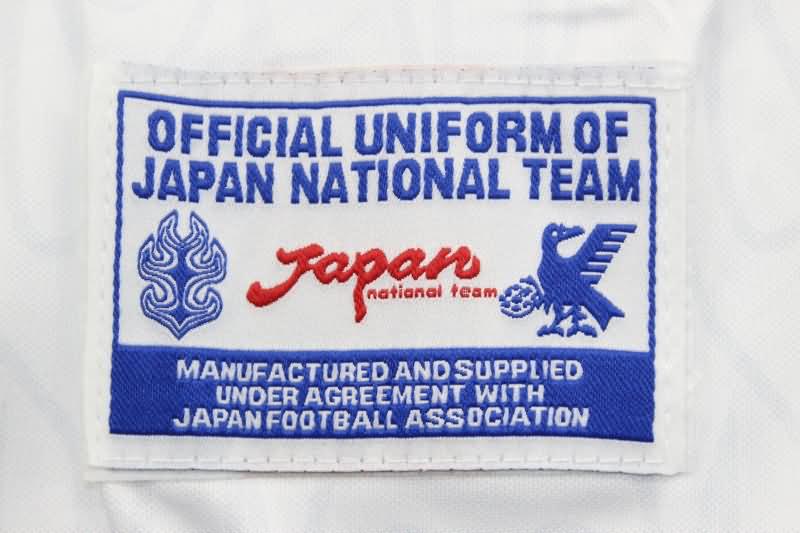 OFFICIAL UNIFORM OF
JAPAN NATIONAL TEAM
Japan
national team
MANUFACTURED AND SUPPLIED
UNDER AGREEMENT WITH
JAPAN FOOTBALL ASSOCIATION